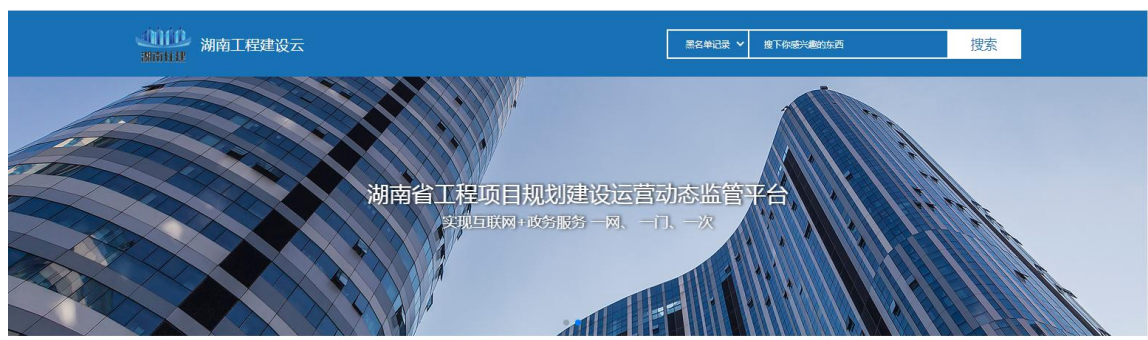 湖南住建
湖南工程建设云
黑名单记录
搜下你感兴趣的东西
搜索
湖南省工程项目规划建设运营动态监管平台
实现互联网+政务服务 一网、一门、一次